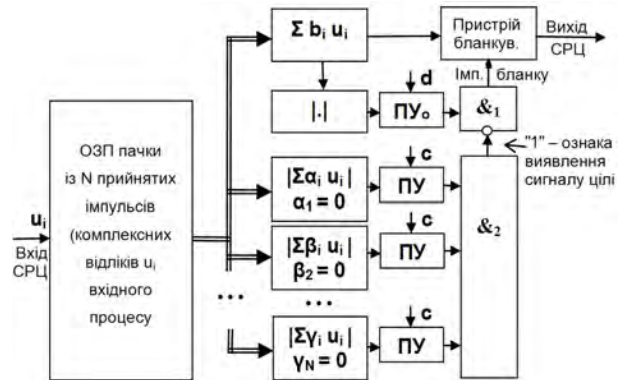 Σ bᵢ uᵢ
Пристрій
бланкув.
Вихід
СРЦ
Імп. бланку
|.|
d
ПУₒ
&₁
"1" – ознака
виявлення
сигналу цілі
ОЗП пачки
із N прийнятих
імпульсів
(комплексних
відліків uᵢ
вхідного
процесу
uᵢ
Вхід
СРЦ
|Σαᵢ uᵢ|
α₁ = 0
c
ПУ
&₂
|Σβᵢ uᵢ|
β₂ = 0
c
ПУ
...
...
...
|Σγᵢ uᵢ|
γN = 0
c
ПУ